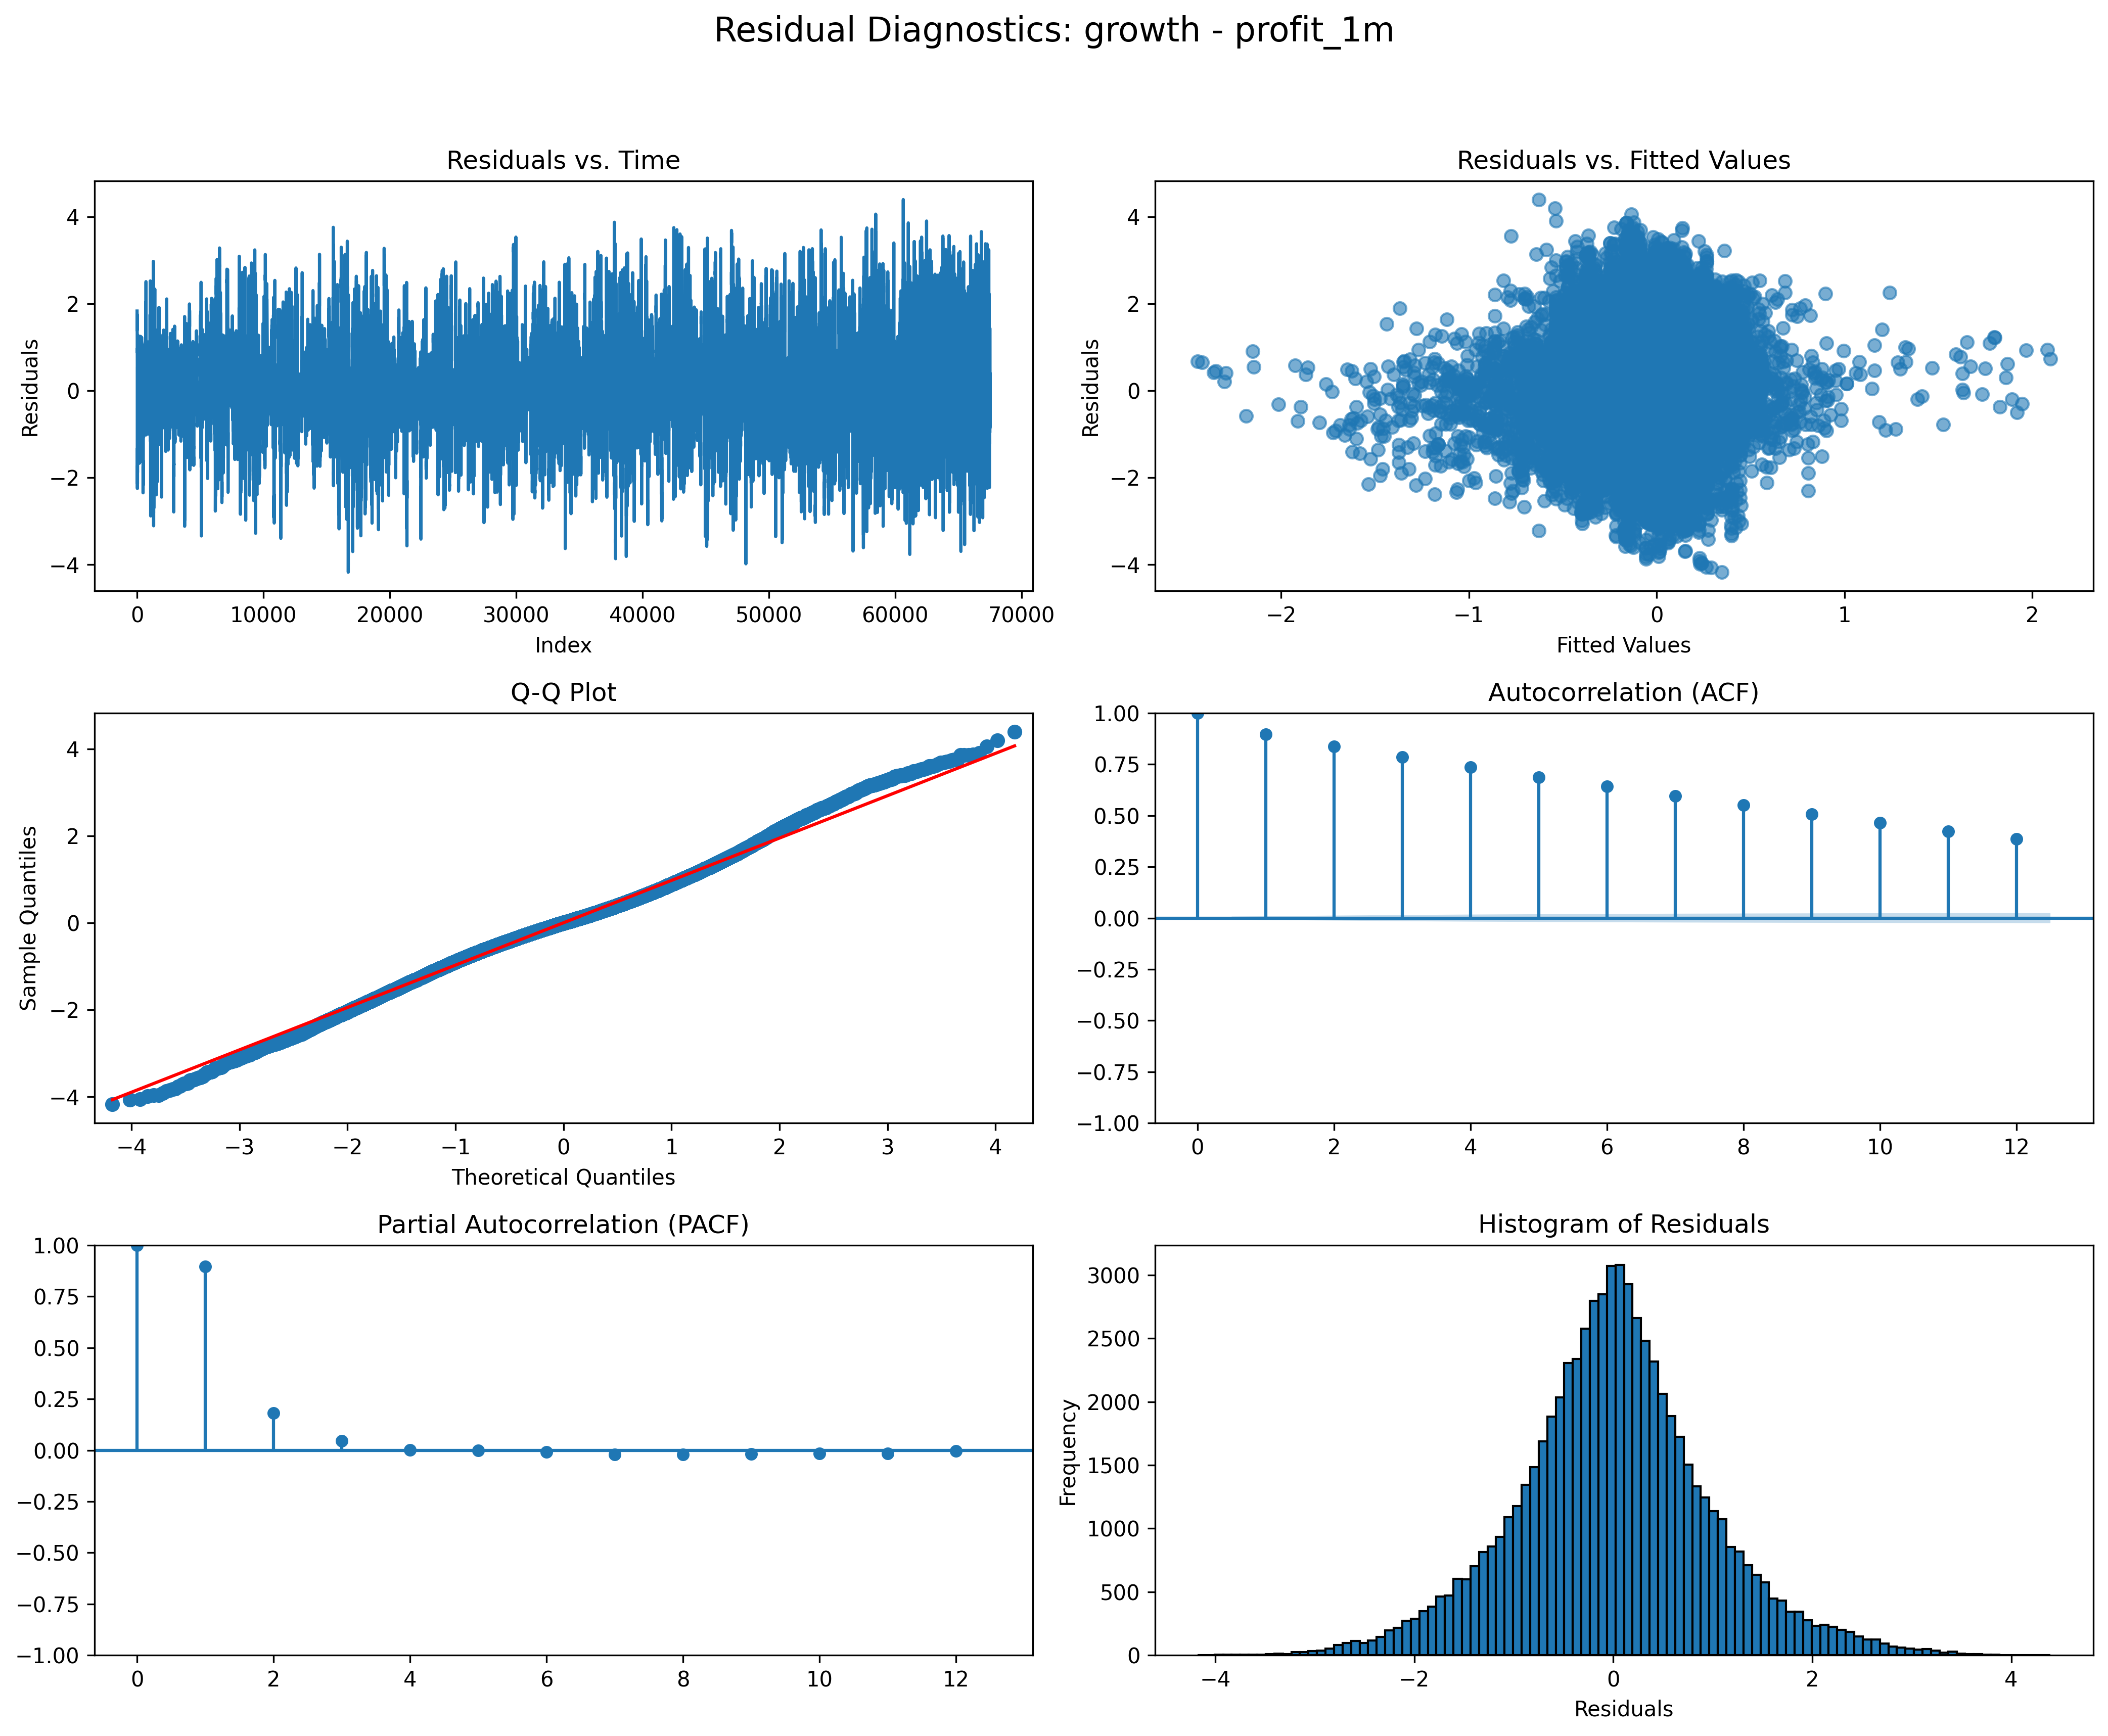 Residual Diagnostics: growth - profit_1m
Residuals vs. Time
Residuals
4
2
0
−2
−4
0 10000 20000 30000 40000 50000 60000 70000
Index
Residuals vs. Fitted Values
Residuals
4
2
0
−2
−4
−2 −1 0 1 2
Fitted Values
Q-Q Plot
Sample Quantiles
4
2
0
−2
−4
−4 −3 −2 −1 0 1 2 3 4
Theoretical Quantiles
Autocorrelation (ACF)
1.00
0.75
0.50
0.25
0.00
−0.25
−0.50
−0.75
−1.00
0 2 4 6 8 10 12
Partial Autocorrelation (PACF)
1.00
0.75
0.50
0.25
0.00
−0.25
−0.50
−0.75
−1.00
0 2 4 6 8 10 12
Histogram of Residuals
Frequency
3000
2500
2000
1500
1000
500
0
−4 −2 0 2 4
Residuals